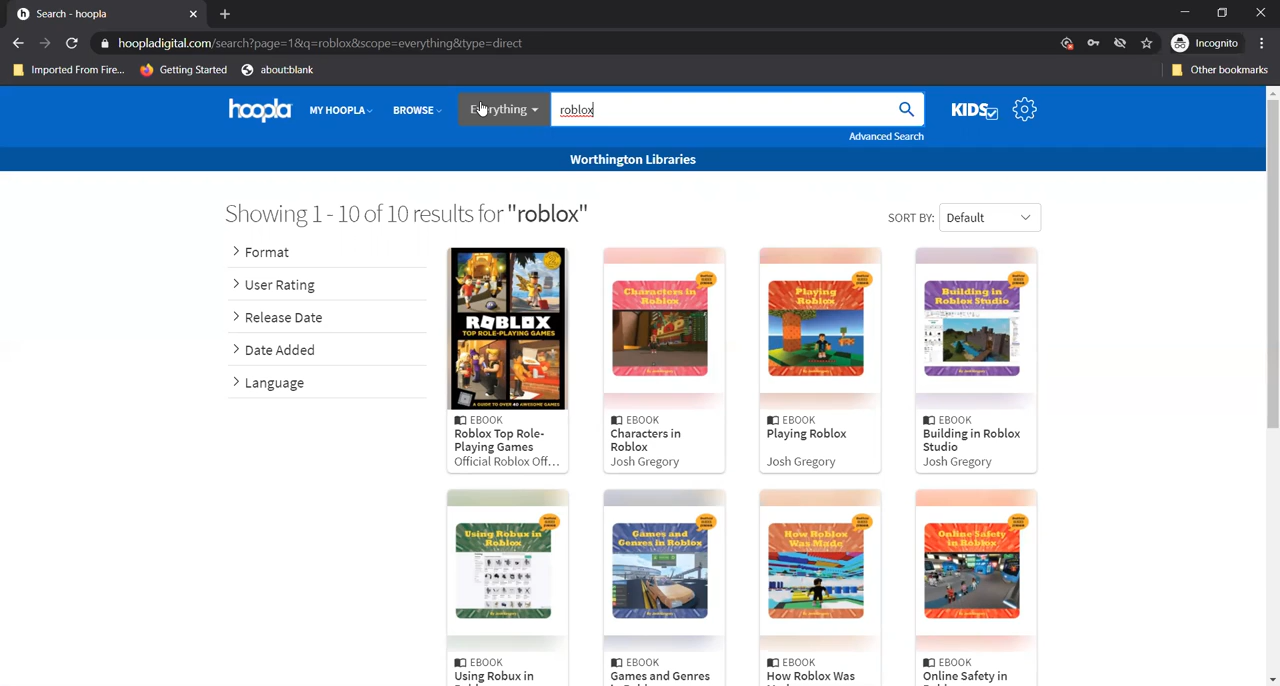 Search - hoopla
hoopladigital.com/search?page=1&q=roblox&scope=everything&type=direct
Incognito
Imported From Fire...
Getting Started
about:blank
Other bookmarks
hoopla
MY HOOPLA
BROWSE
Everything
roblox
KIDS
Advanced Search
Worthington Libraries
Showing 1 - 10 of 10 results for "roblox"
SORT BY:
Default
Format
User Rating
Release Date
Date Added
Language
ROBLOX
TOP ROLE-PLAYING GAMES
A GUIDE TO OVER 40 AWESOME GAMES
EBOOK
Roblox Top Role-
Playing Games
Official Roblox Off...
Characters in
Roblox
EBOOK
Characters in
Roblox
Josh Gregory
Playing
Roblox
EBOOK
Playing Roblox
Josh Gregory
Building in
Roblox Studio
EBOOK
Building in Roblox
Studio
Josh Gregory
Using Robux in
Roblox
EBOOK
Using Robux in
Games and
Genres in Roblox
EBOOK
Games and Genres
How Roblox
Was Made
EBOOK
How Roblox Was
Online Safety
in Roblox
EBOOK
Online Safety in